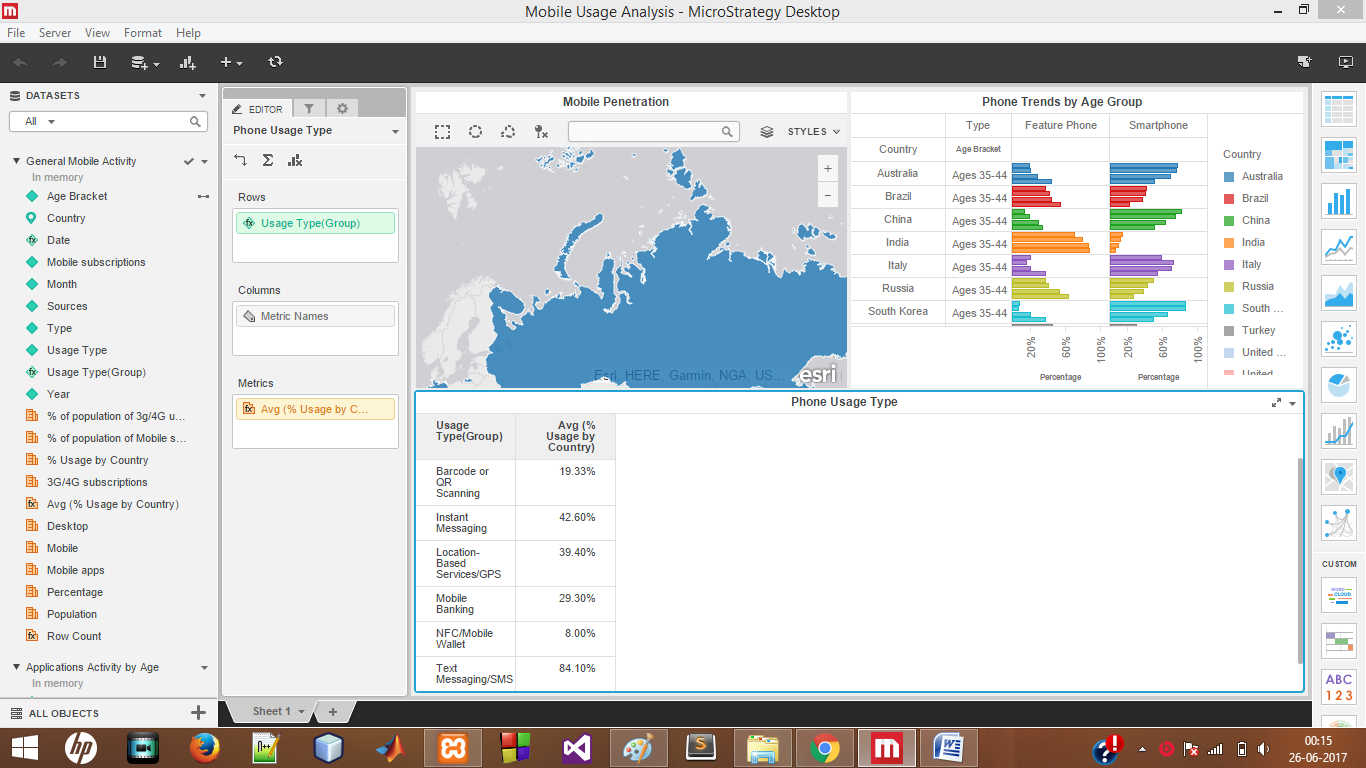 Mobile Usage Analysis - MicroStrategy Desktop
File Server View Format Help
DATASETS
All
General Mobile Activity
In memory
Age Bracket
Country
Date
Mobile subscriptions
Month
Sources
Type
Usage Type
Usage Type(Group)
Year
% of population of 3g/4G u...
% of population of Mobile s...
% Usage by Country
3G/4G subscriptions
Avg (% Usage by Country)
Desktop
Mobile
Mobile apps
Percentage
Population
Row Count
Applications Activity by Age
In memory
ALL OBJECTS
EDITOR
Phone Usage Type
Rows
Usage Type(Group)
Columns
Metric Names
Metrics
Avg (% Usage by C...
Mobile Penetration
STYLES
+
−
Esri, HERE, Garmin, NGA, US...
esri
Phone Trends by Age Group
Type Feature Phone Smartphone
Country Age Bracket
Australia Ages 35-44
Brazil Ages 35-44
China Ages 35-44
India Ages 35-44
Italy Ages 35-44
Russia Ages 35-44
South Korea Ages 35-44
20% 60% 100% 20% 60% 100%
Percentage Percentage
Country
Australia
Brazil
China
India
Italy
Russia
South ...
Turkey
United ...
United
Phone Usage Type
Usage
Type(Group)
Avg (%
Usage by
Country)
Barcode or
QR
Scanning
19.33%
Instant
Messaging
42.60%
Location-
Based
Services/GPS
39.40%
Mobile
Banking
29.30%
NFC/Mobile
Wallet
8.00%
Text
Messaging/SMS
84.10%
Sheet 1
CUSTOM
WORD
CLOUD
ABC
123
00:15
26-06-2017